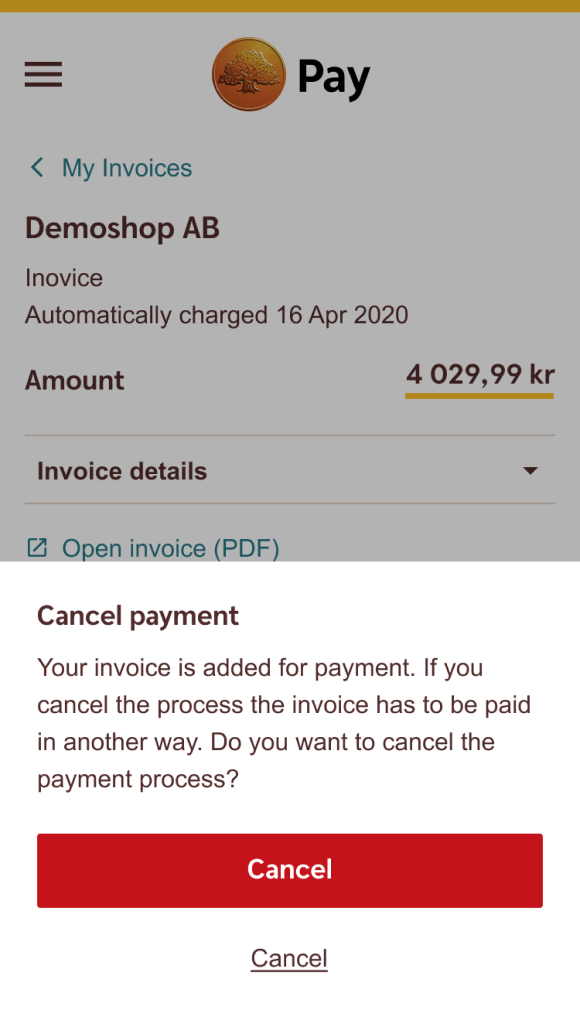 Pay
My Invoices
Demoshop AB
Inovice
Automatically charged 16 Apr 2020
Amount
4 029,99 kr
Invoice details
Open invoice (PDF)
Cancel payment
Your invoice is added for payment. If you
cancel the process the invoice has to be paid
in another way. Do you want to cancel the
payment process?
Cancel
Cancel